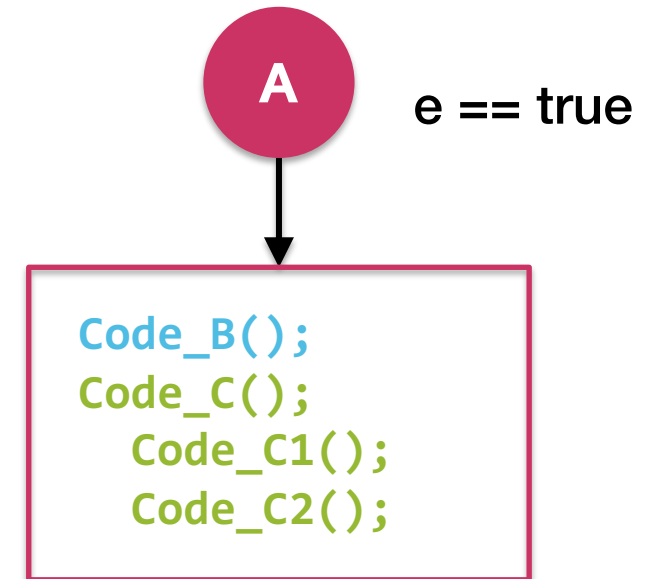 A
e == true
Code_B();
Code_C();
Code_C1();
Code_C2();